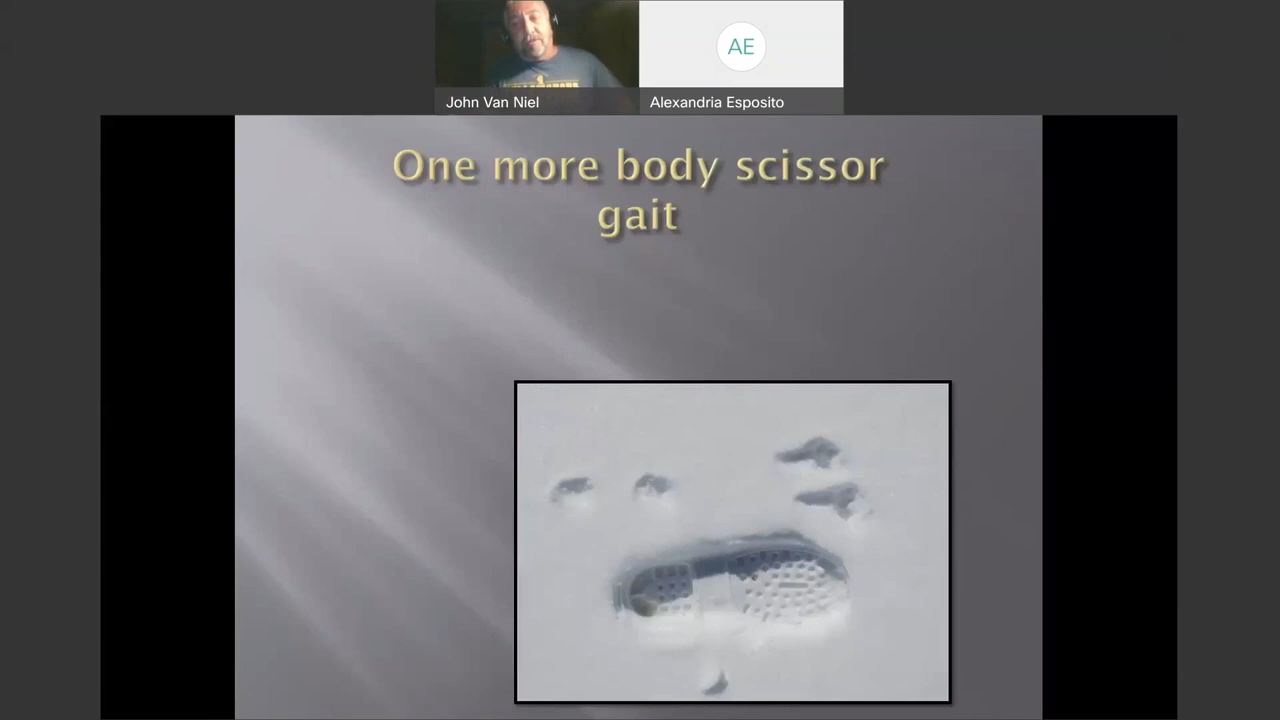 AE
John Van Niel
Alexandria Esposito
One more body scissor
gait